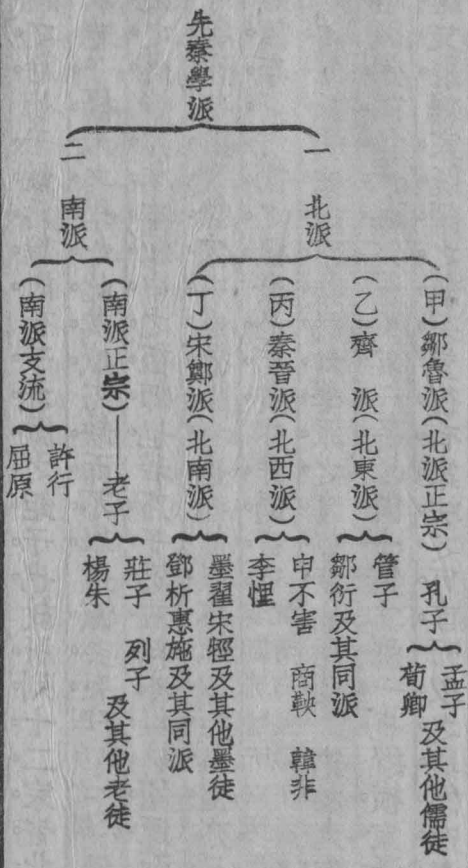 先秦學派
一　北派
（甲）鄒魯派（北派正宗）　孔子
孟子
荀卿
及其他儒徒
（乙）齊　派（北東派）
管子
鄒衍及其同派
（丙）秦晉派（北西派）
申不害　商鞅　韓非
李悝
（丁）宋鄭派（北南派）
墨翟宋牼及其他墨徒
鄧析惠施及其同派
二　南派
（南派正宗）——老子
莊子　列子
楊朱
及其他老徒
（南派支流）
許行
屈原